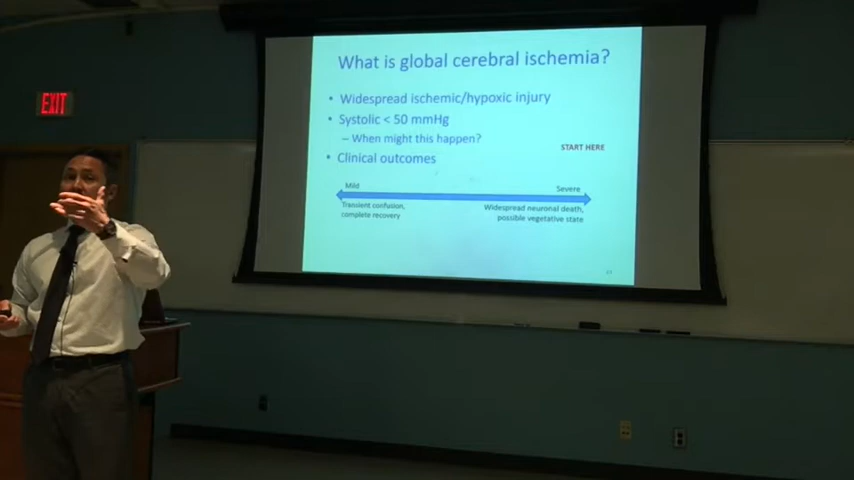 What is global cerebral ischemia?
EXIT
• Widespread ischemic/hypoxic injury
• Systolic < 50 mmHg
– When might this happen?
START HERE
• Clinical outcomes
Mild
Severe
Transient confusion,
complete recovery
Widespread neuronal death,
possible vegetative state